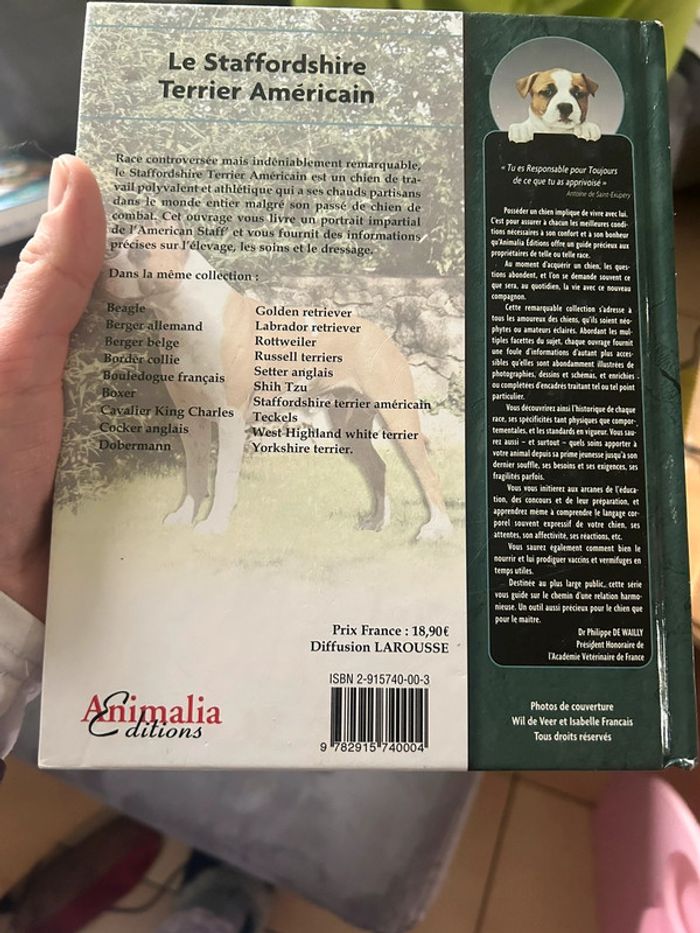 Le Staffordshire
Terrier Américain
Race controversée mais indéniablement remarquable,
le Staffordshire Terrier Américain est un chien de tra-
vail polyvalent et athlétique qui a ses chauds partisans
dans le monde entier malgré son passé de chien de
combat. Cet ouvrage vous livre un portrait impartial
de l'American Staff' et vous fournit des informations
précises sur l'élevage, les soins et le dressage.
Dans la même collection :
Beagle
Berger allemand
Berger belge
Border collie
Bouledogue français
Boxer
Cavalier King Charles
Cocker anglais
Dobermann
Golden retriever
Labrador retriever
Rottweiler
Russell terriers
Setter anglais
Shih Tzu
Staffordshire terrier américain
Teckels
West Highland white terrier
Yorkshire terrier.
Prix France : 18,90€
Diffusion LAROUSSE
ISBN 2-915740-00-3
9 782915 740004
Animalia
Editions
« Tu es Responsable pour Toujours
de ce que tu as apprivoisé »
Antoine de Saint-Exupéry
Posséder un chien implique de vivre avec lui.
C'est pour assurer à chacun les meilleures condi-
tions nécessaires à son confort et à son bonheur
qu'Animalia Éditions offre un guide précieux aux
propriétaires de telle ou telle race.
Au moment d'acquérir un chien, les ques-
tions abondent, et l'on se demande souvent ce
que sera, au quotidien, la vie avec ce nouveau
compagnon.
Cette remarquable collection s'adresse à
tous les amoureux des chiens, qu'ils soient néo-
phytes ou amateurs éclairés. Abordant les mul-
tiples facettes du sujet, chaque ouvrage fournit
une foule d'informations d'autant plus acces-
sibles qu'elles sont abondamment illustrées de
photographies, dessins et schémas, et enrichies
ou complétées d'encadrés traitant tel ou tel point
particulier.
Vous découvrirez ainsi l'historique de chaque
race, ses spécificités tant physiques que compor-
tementales, et les standards en vigueur. Vous sau-
rez aussi – et surtout – quels soins apporter à
votre animal depuis sa prime jeunesse jusqu'à son
dernier souffle, ses besoins et ses exigences, ses
fragilités parfois.
Vous vous initierez aux arcanes de l'éduca-
tion, des concours et de leur préparation, et
apprendrez même à comprendre le langage cor-
porel souvent expressif de votre chien, ses
attentes, son affectivité, ses réactions, etc.
Vous saurez également comment bien le
nourrir et lui prodiguer vaccins et vermifuges en
temps utiles.
Destinée au plus large public, cette série
vous guide sur le chemin d'une relation harmo-
nieuse. Un outil aussi précieux pour le chien que
pour le maître.
Dr Philippe DE WAILLY
Président Honoraire de
l'Académie Vétérinaire de France
Photos de couverture
Wil de Veer et Isabelle Francais
Tous droits réservés